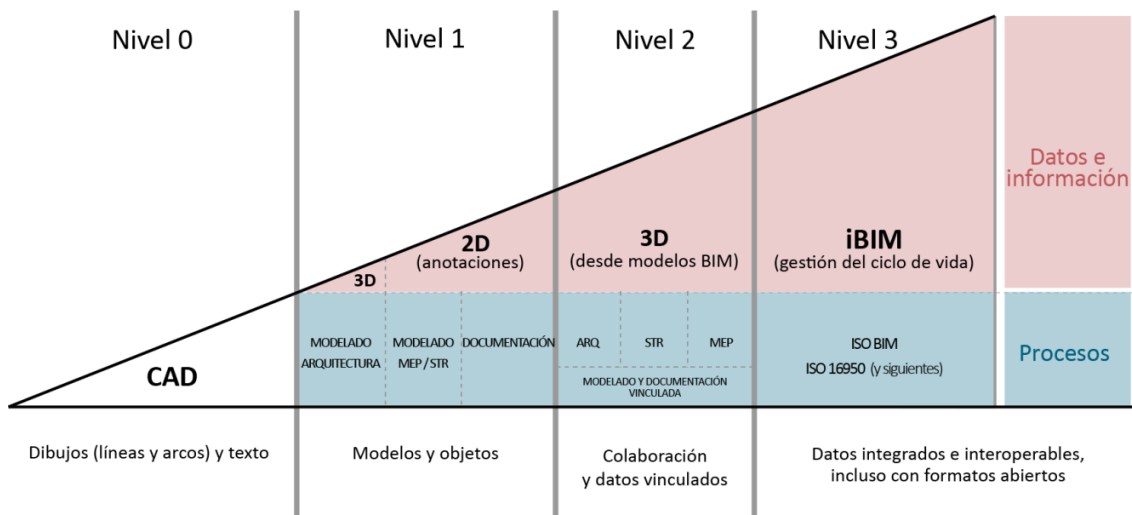 Nivel 0
Nivel 1
Nivel 2
Nivel 3
Datos e
información
2D
(anotaciones)
3D
3D
(desde modelos BIM)
iBIM
(gestión del ciclo de vida)
CAD
MODELADO
ARQUITECTURA
MODELADO
MEP / STR
DOCUMENTACIÓN
ARQ.
STR
MEP
MODELADO Y DOCUMENTACIÓN
VINCULADA
ISO BIM
ISO 16950 (y siguientes)
Procesos
Dibujos (líneas y arcos) y texto
Modelos y objetos
Colaboración
y datos vinculados
Datos integrados e interoperables,
incluso con formatos abiertos